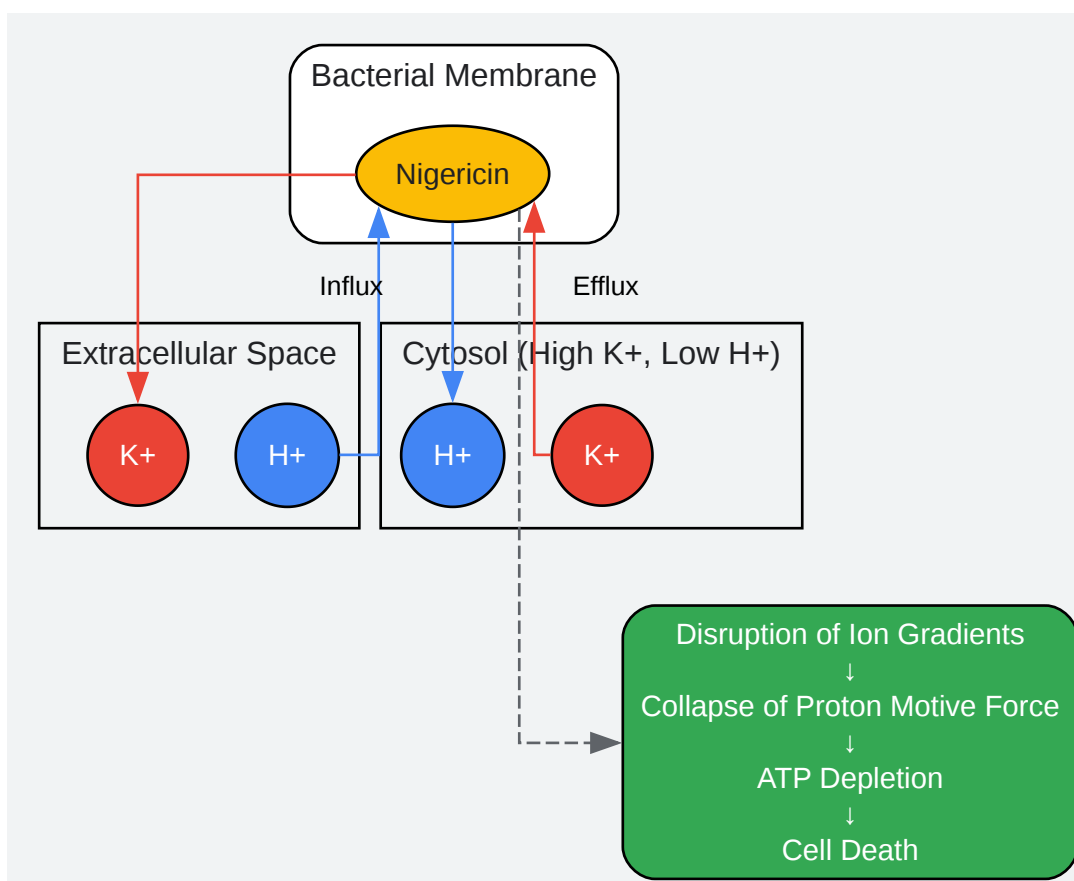 Bacterial Membrane
Nigericin
Influx
Efflux
Extracellular Space
Cytosol (High K+, Low H+)
K+
H+
H+
K+
Disruption of Ion Gradients
↓
Collapse of Proton Motive Force
↓
ATP Depletion
↓
Cell Death